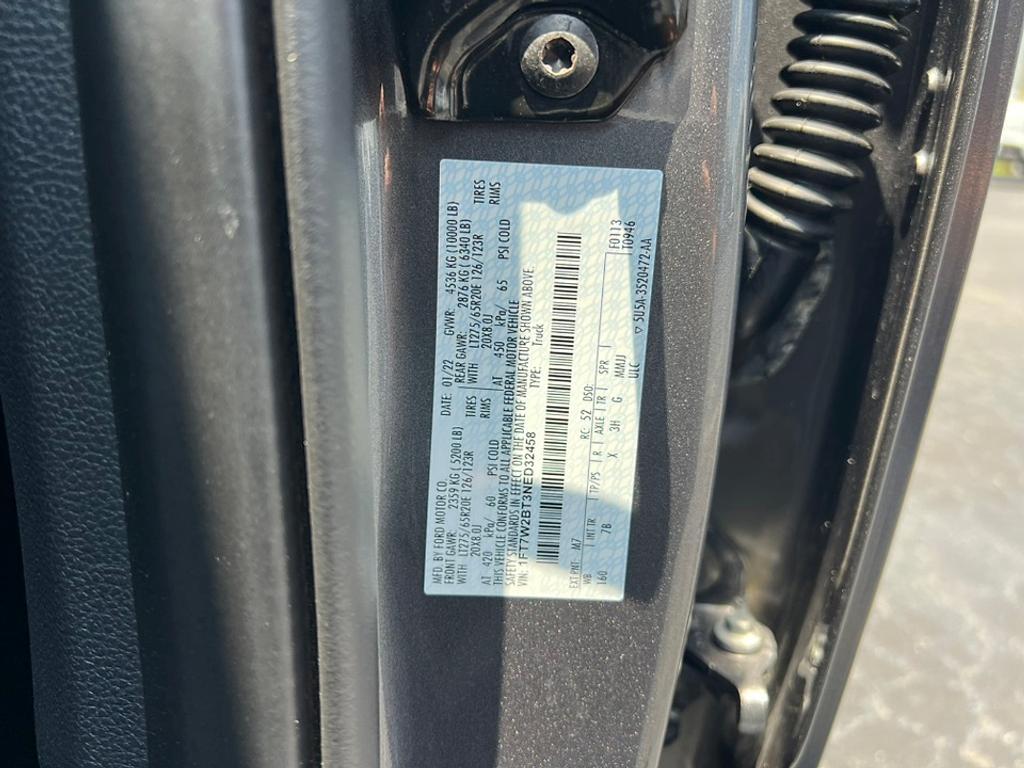 MFD. BY FORD MOTOR CO.
DATE: 01/22 GVWR: 4536 KG (10000 LB)
FRONT GAWR: 2359 KG (5200 LB) REAR GAWR: 2876 KG (6340 LB)
WITH LT275/65R20E 126/123R TIRES WITH LT275/65R20E 126/123R TIRES
20X8.0J RIMS 20X8.0J RIMS
AT 420 kPa/ 60 PSI COLD AT 450 kPa/ 65 PSI COLD
THIS VEHICLE CONFORMS TO ALL APPLICABLE FEDERAL MOTOR VEHICLE
SAFETY STANDARDS IN EFFECT ON THE DATE OF MANUFACTURE SHOWN ABOVE.
VIN: 1FT7W2BT3NED32458 TYPE: Truck
EXT PNT: M7 RC: 52 DSO: F0113
WB INT TR TP/PS R AXLE TR SPR T0946
160 7B X 3H G MMJJ
ULC 5U5A-3520472-AA